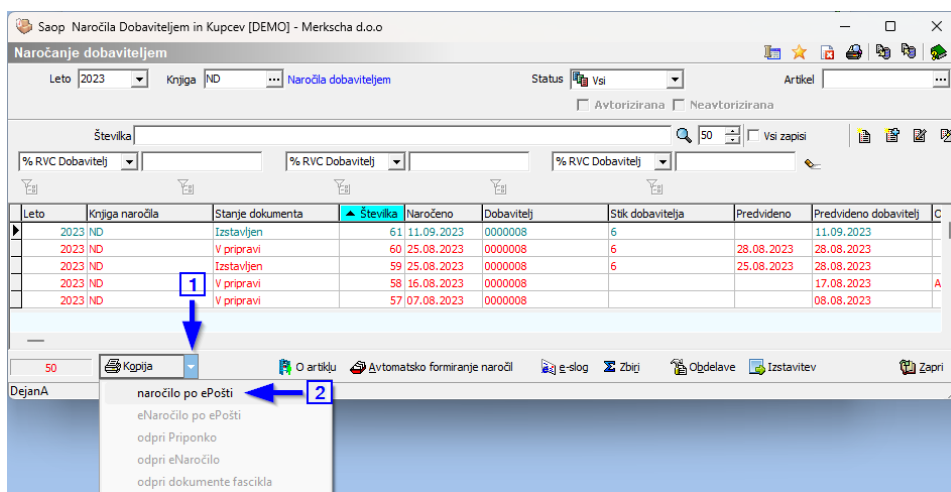 Saop Naročila Dobaviteljem in Kupcev [DEMO] - Merkscha d.o.o
Naročanje dobaviteljem
Leto 2023 Knjiga ND ... Naročila dobaviteljem Status Vsi Artikel ...
Avtorizirana Neavtorizirana
Številka 50 Vsi zapisi
% RVC Dobavitelj % RVC Dobavitelj % RVC Dobavitelj
Leto Knjiga naročila Stanje dokumenta Številka Naročeno Dobavitelj Stik dobavitelja Predvideno Predvideno dobavitelj
2023 ND Izstavljen 61 11.09.2023 0000008 6 11.09.2023
2023 ND V pripravi 60 25.08.2023 0000008 6 28.08.2023 28.08.2023
2023 ND Izstavljen 59 25.08.2023 0000008 6 25.08.2023 28.08.2023
2023 ND V pripravi 58 16.08.2023 0000008 17.08.2023 A
2023 ND V pripravi 57 07.08.2023 0000008 08.08.2023
1
50 Kopija O artiklu Avtomatsko formiranje naročil e-slog Zbiri Obdelave Izstavitev Zapri
DejanA
naročilo po ePošti 2
eNaročilo po ePošti
odpri Priponko
odpri eNaročilo
odpri dokumente fascikla